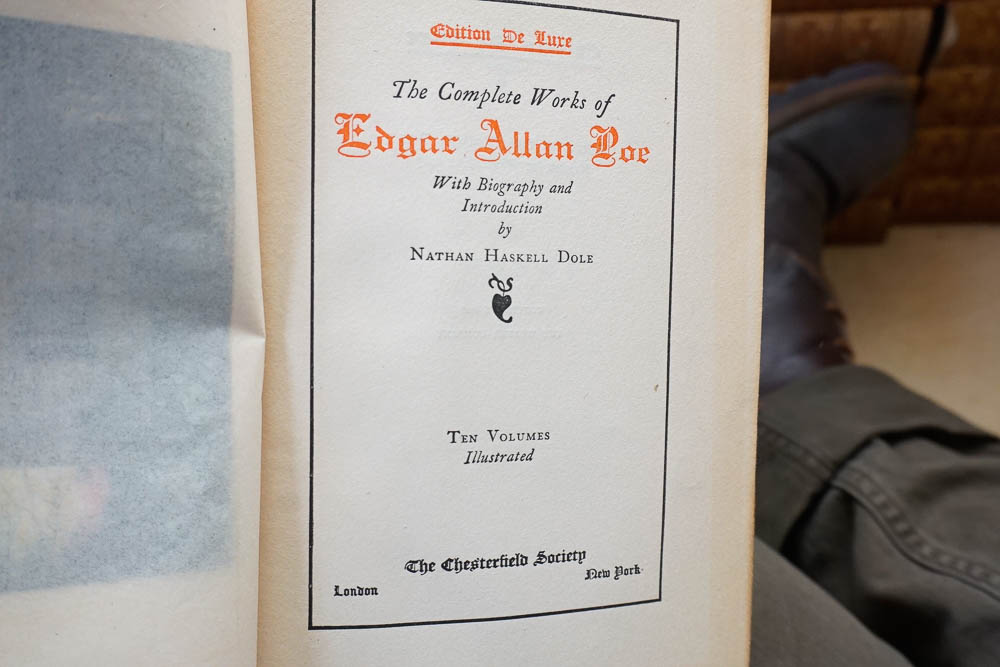 Edition De Luxe
The Complete Works of
Edgar Allan Poe
With Biography and
Introduction
by
NATHAN HASKELL DOLE
TEN VOLUMES
Illustrated
The Chesterfield Society
London New York